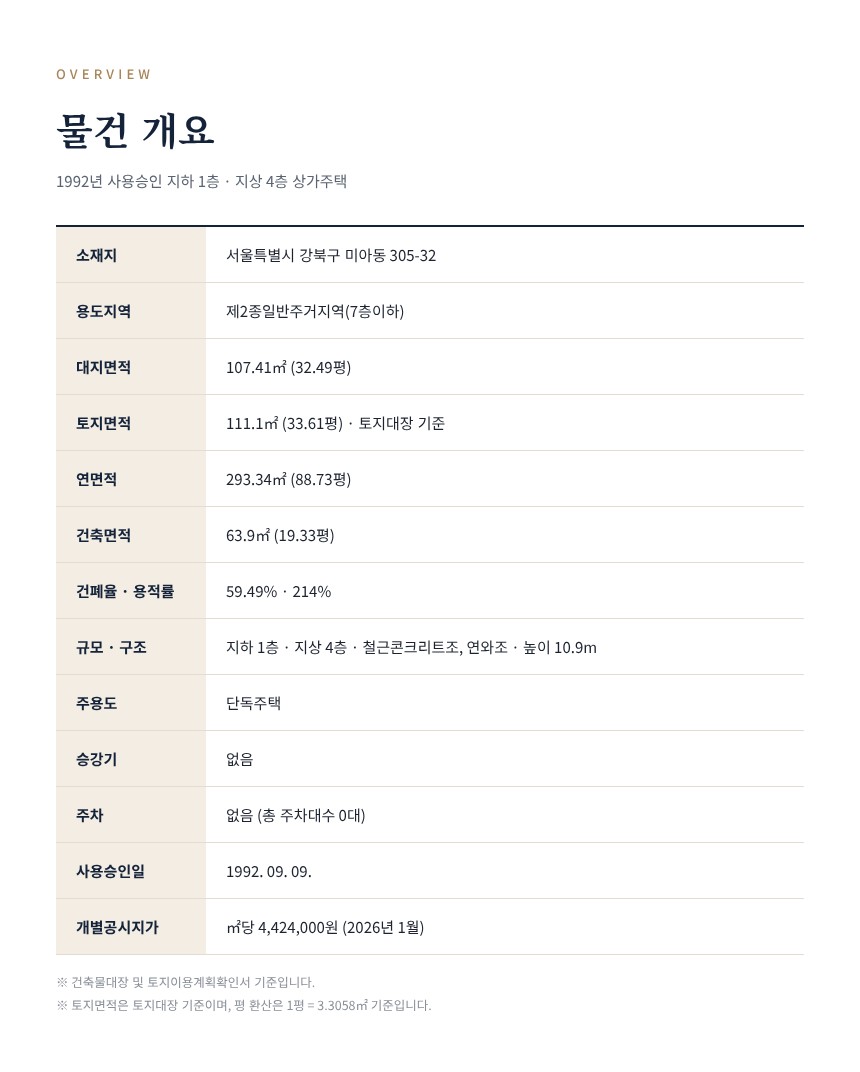 OVERVIEW
물건 개요
1992년 사용승인 지하 1층 · 지상 4층 상가주택
소재지 서울특별시 강북구 미아동 305-32
용도지역 제2종일반주거지역(7층이하)
대지면적 107.41㎡ (32.49평)
토지면적 111.1㎡ (33.61평) · 토지대장 기준
연면적 293.34㎡ (88.73평)
건축면적 63.9㎡ (19.33평)
건폐율 · 용적률 59.49% · 214%
규모 · 구조 지하 1층 · 지상 4층 · 철근콘크리트조, 연와조 · 높이 10.9m
주용도 단독주택
승강기 없음
주차 없음 (총 주차대수 0대)
사용승인일 1992. 09. 09.
개별공시지가 ㎡당 4,424,000원 (2026년 1월)
※ 건축물대장 및 토지이용계획확인서 기준입니다.
※ 토지면적은 토지대장 기준이며, 평 환산은 1평 = 3.3058㎡ 기준입니다.